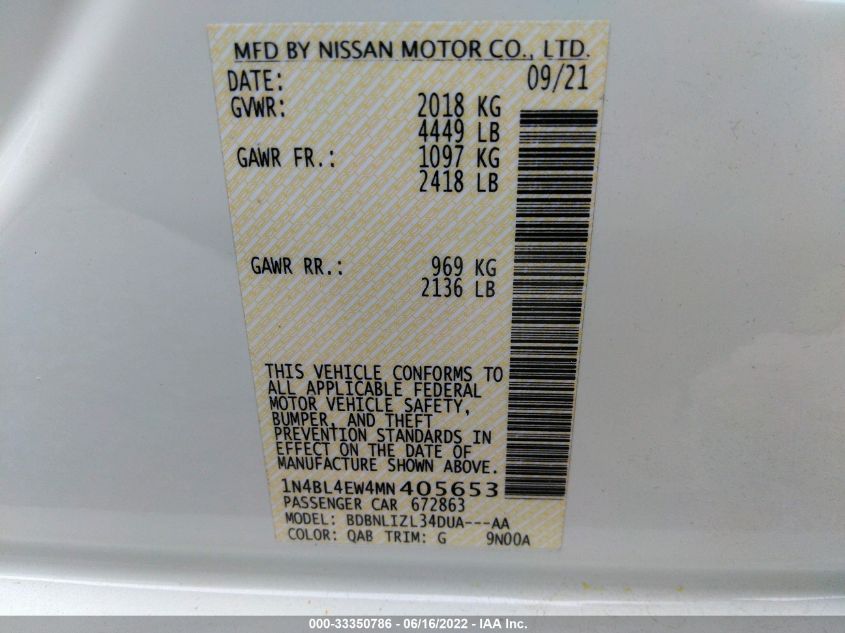 MFD BY NISSAN MOTOR CO., LTD.
DATE: 09/21
GVWR: 2018 KG
4449 LB
GAWR FR.: 1097 KG
2418 LB
GAWR RR.: 969 KG
2136 LB
THIS VEHICLE CONFORMS TO
ALL APPLICABLE FEDERAL
MOTOR VEHICLE SAFETY,
BUMPER, AND THEFT
PREVENTION STANDARDS IN
EFFECT ON THE DATE OF
MANUFACTURE SHOWN ABOVE.
1N4BL4EW4MN405653
PASSENGER CAR 672863
MODEL: BDBNLIZL34DUA---AA
COLOR: QAB TRIM: G 9N00A
000-33350786 - 06/16/2022 - IAA Inc.